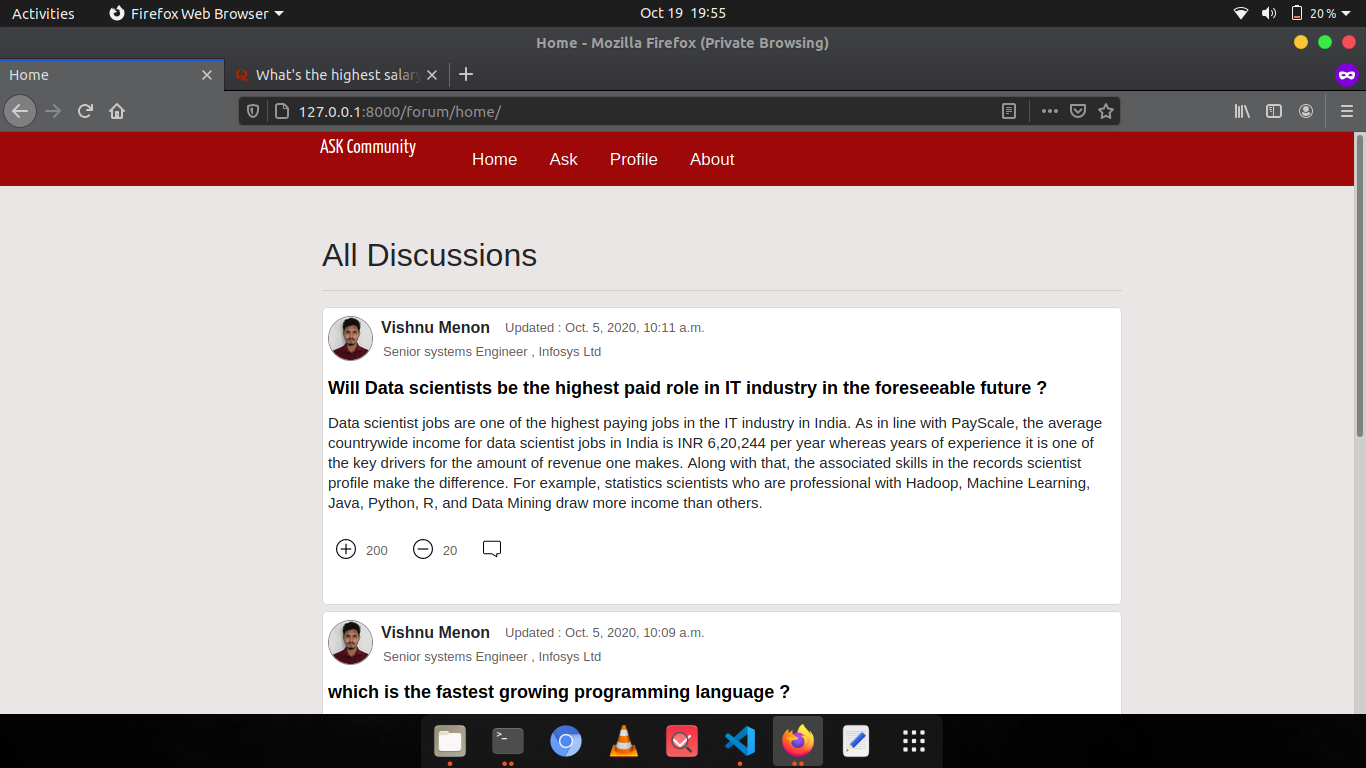 Activities Firefox Web Browser Oct 19 19:55 20 %
Home - Mozilla Firefox (Private Browsing)
Home What's the highest salary
127.0.0.1:8000/forum/home/
ASK Community Home Ask Profile About
All Discussions
Vishnu Menon Updated : Oct. 5, 2020, 10:11 a.m.
Senior systems Engineer , Infosys Ltd
Will Data scientists be the highest paid role in IT industry in the foreseeable future ?
Data scientist jobs are one of the highest paying jobs in the IT industry in India. As in line with PayScale, the average
countrywide income for data scientist jobs in India is INR 6,20,244 per year whereas years of experience it is one of
the key drivers for the amount of revenue one makes. Along with that, the associated skills in the records scientist
profile make the difference. For example, statistics scientists who are professional with Hadoop, Machine Learning,
Java, Python, R, and Data Mining draw more income than others.
200 20
Vishnu Menon Updated : Oct. 5, 2020, 10:09 a.m.
Senior systems Engineer , Infosys Ltd
which is the fastest growing programming language ?